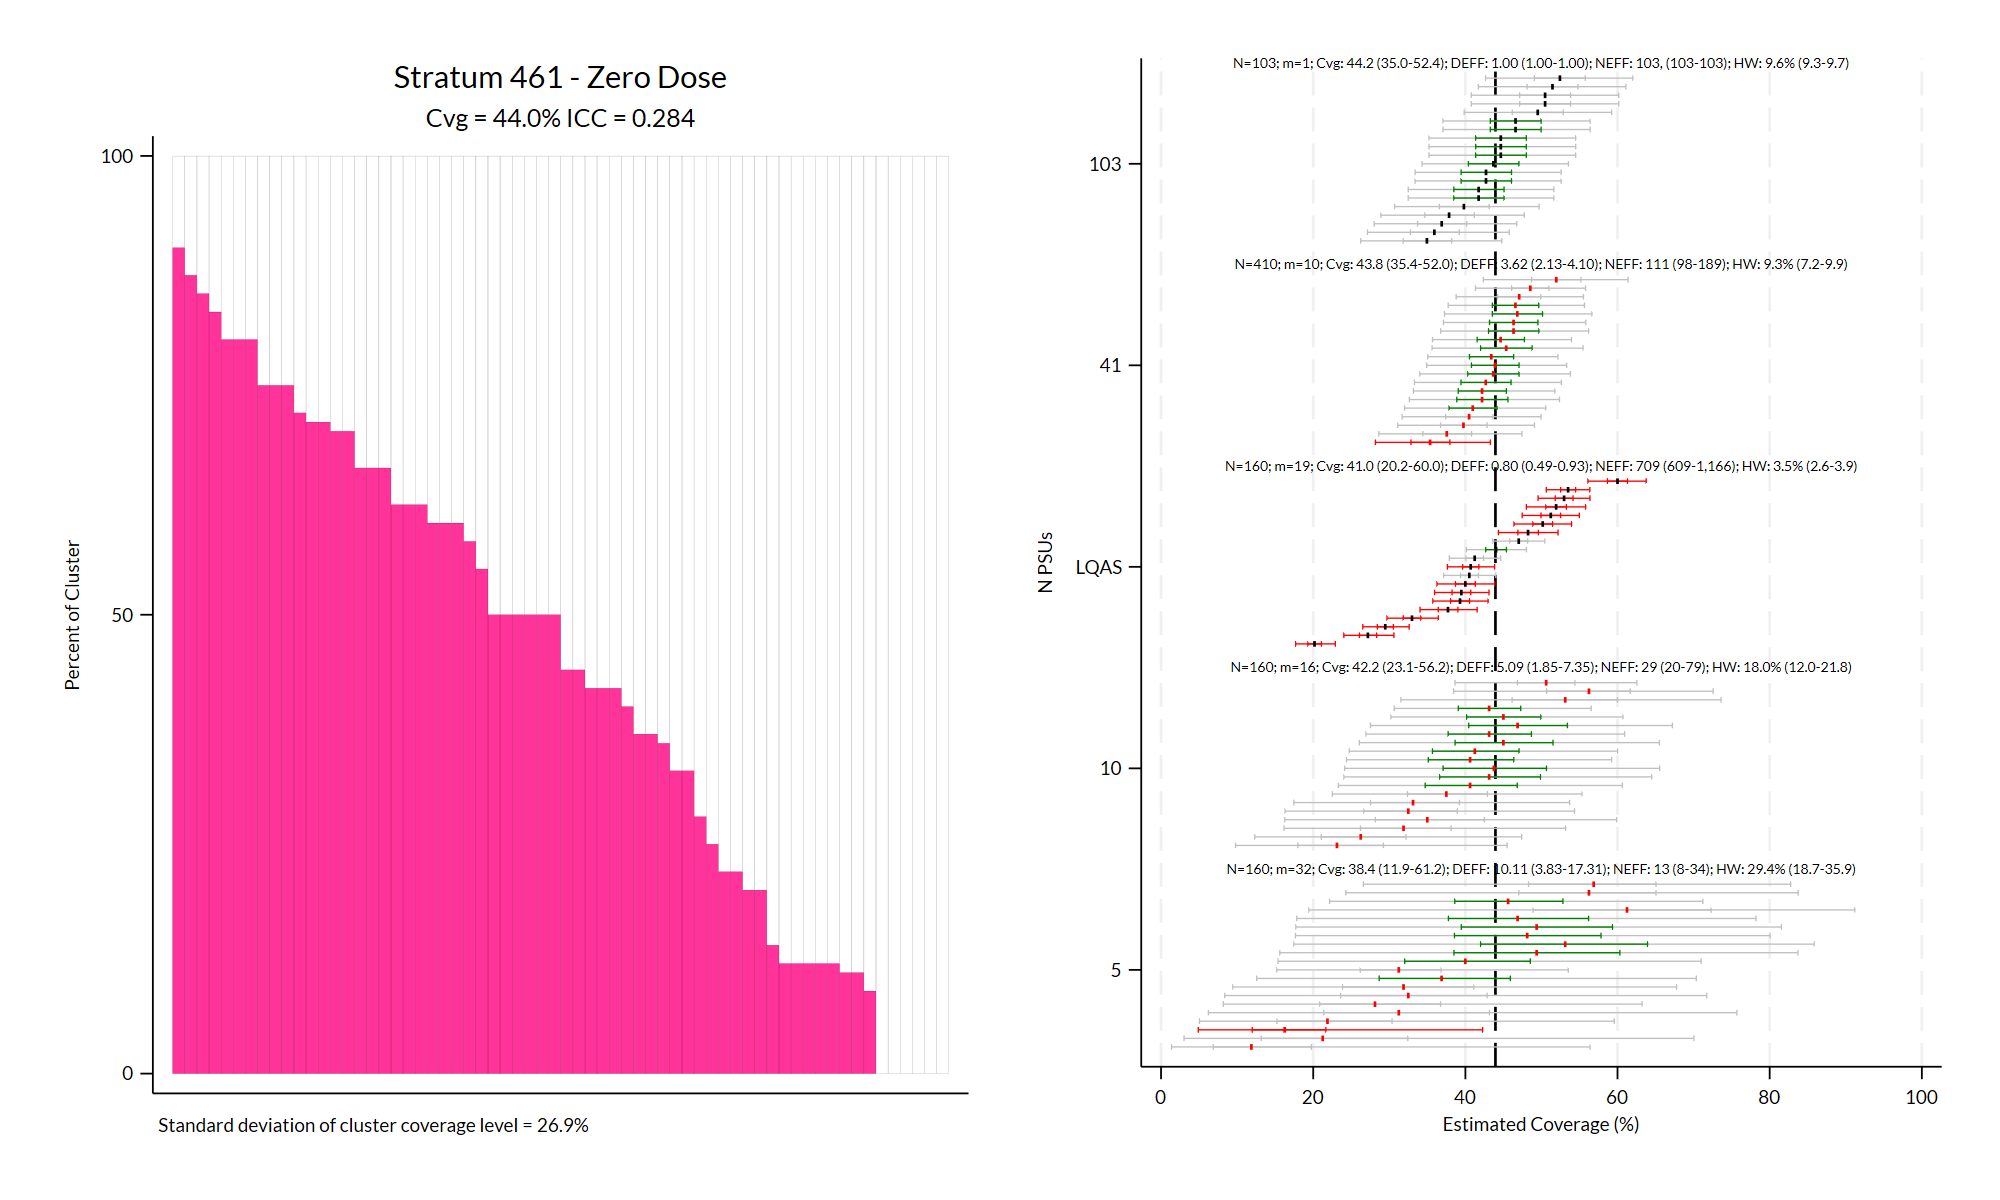 Stratum 461 - Zero Dose
Cvg = 44.0% ICC = 0.284
100
50
0
Percent of Cluster
Standard deviation of cluster coverage level = 26.9%
N=103; m=1; Cvg: 44.2 (35.0-52.4); DEFF: 1.00 (1.00-1.00); NEFF: 103, (103-103); HW: 9.6% (9.3-9.7)
103
N=410; m=10; Cvg: 43.8 (35.4-52.0); DEFF: 3.62 (2.13-4.10); NEFF: 111 (98-189); HW: 9.3% (7.2-9.9)
41
N=160; m=19; Cvg: 41.0 (20.2-60.0); DEFF: 0.80 (0.49-0.93); NEFF: 709 (609-1,166); HW: 3.5% (2.6-3.9)
LQAS
N=160; m=16; Cvg: 42.2 (23.1-56.2); DEFF: 5.09 (1.85-7.35); NEFF: 29 (20-79); HW: 18.0% (12.0-21.8)
10
N=160; m=32; Cvg: 38.4 (11.9-61.2); DEFF: 10.11 (3.83-17.31); NEFF: 13 (8-34); HW: 29.4% (18.7-35.9)
5
N PSUs
0 20 40 60 80 100
Estimated Coverage (%)